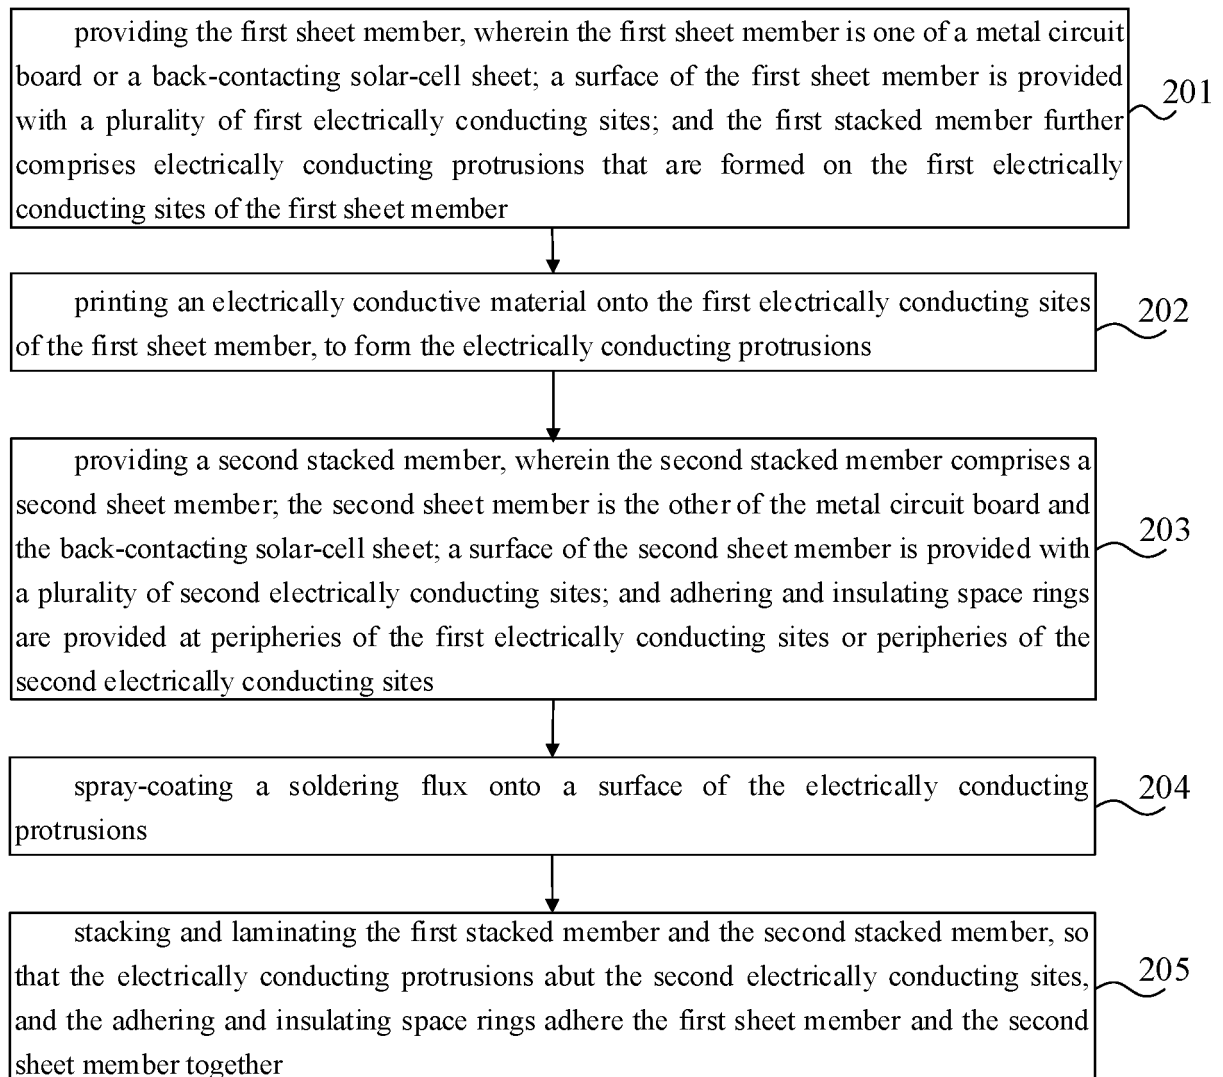 providing the first sheet member, wherein the first sheet member is one of a metal circuit
board or a back-contacting solar-cell sheet; a surface of the first sheet member is provided
with a plurality of first electrically conducting sites; and the first stacked member further
comprises electrically conducting protrusions that are formed on the first electrically
conducting sites of the first sheet member
201
printing an electrically conductive material onto the first electrically conducting sites
of the first sheet member, to form the electrically conducting protrusions
202
providing a second stacked member, wherein the second stacked member comprises a
second sheet member; the second sheet member is the other of the metal circuit board and
the back-contacting solar-cell sheet; a surface of the second sheet member is provided with
a plurality of second electrically conducting sites; and adhering and insulating space rings
are provided at peripheries of the first electrically conducting sites or peripheries of the
second electrically conducting sites
203
spray-coating a soldering flux onto a surface of the electrically conducting
protrusions
204
stacking and laminating the first stacked member and the second stacked member, so
that the electrically conducting protrusions abut the second electrically conducting sites,
and the adhering and insulating space rings adhere the first sheet member and the second
sheet member together
205